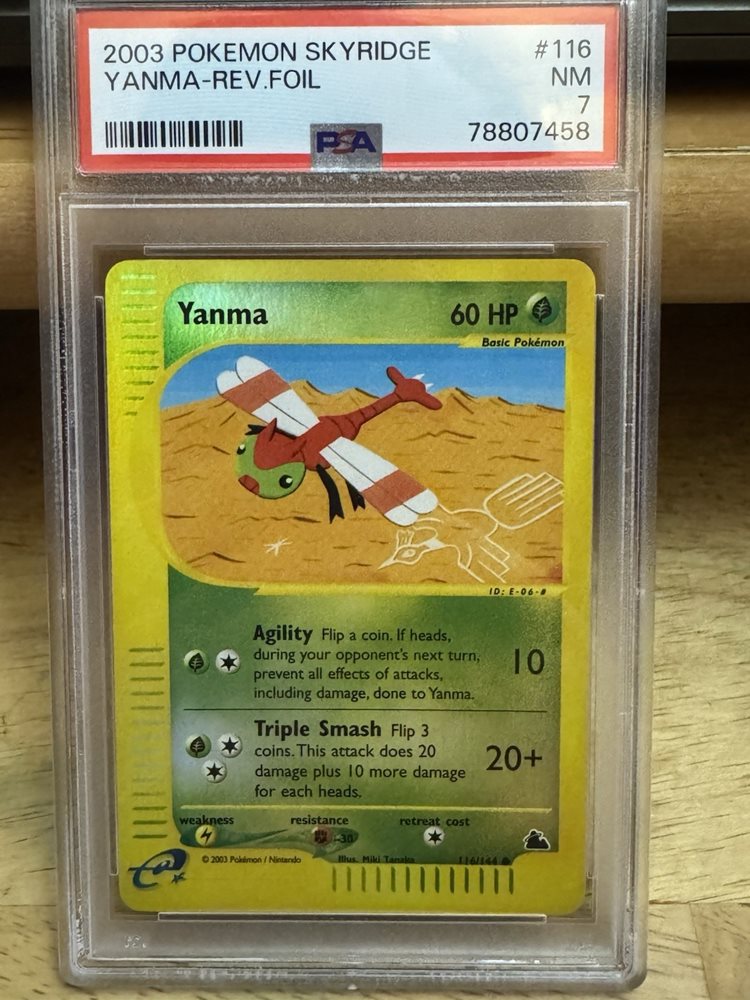 2003 POKEMON SKYRIDGE #116
YANMA-REV.FOIL NM
7
PSA 78807458
Yanma 60 HP
Basic Pokémon
ID: E-06-#
Agility Flip a coin. If heads,
during your opponent's next turn,
prevent all effects of attacks,
including damage, done to Yanma.
10
Triple Smash Flip 3
coins. This attack does 20
damage plus 10 more damage
for each heads.
20+
weakness resistance retreat cost
-30
e
© 2003 Pokémon / Nintendo Illus. Miki Tanaka 116/144